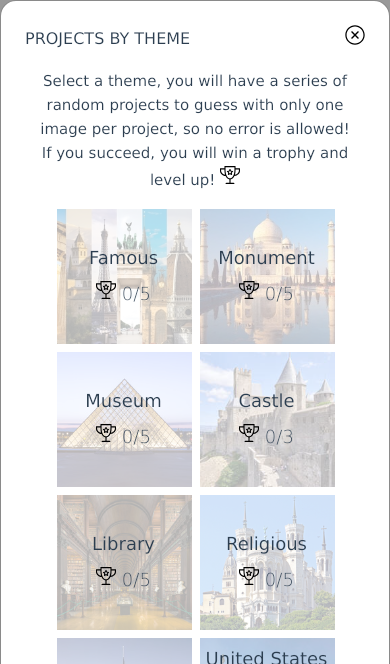 PROJECTS BY THEME
Select a theme, you will have a series of
random projects to guess with only one
image per project, so no error is allowed!
If you succeed, you will win a trophy and
level up!
Famous
0/5
Monument
0/5
Museum
0/5
Castle
0/3
Library
0/5
Religious
0/5
United States